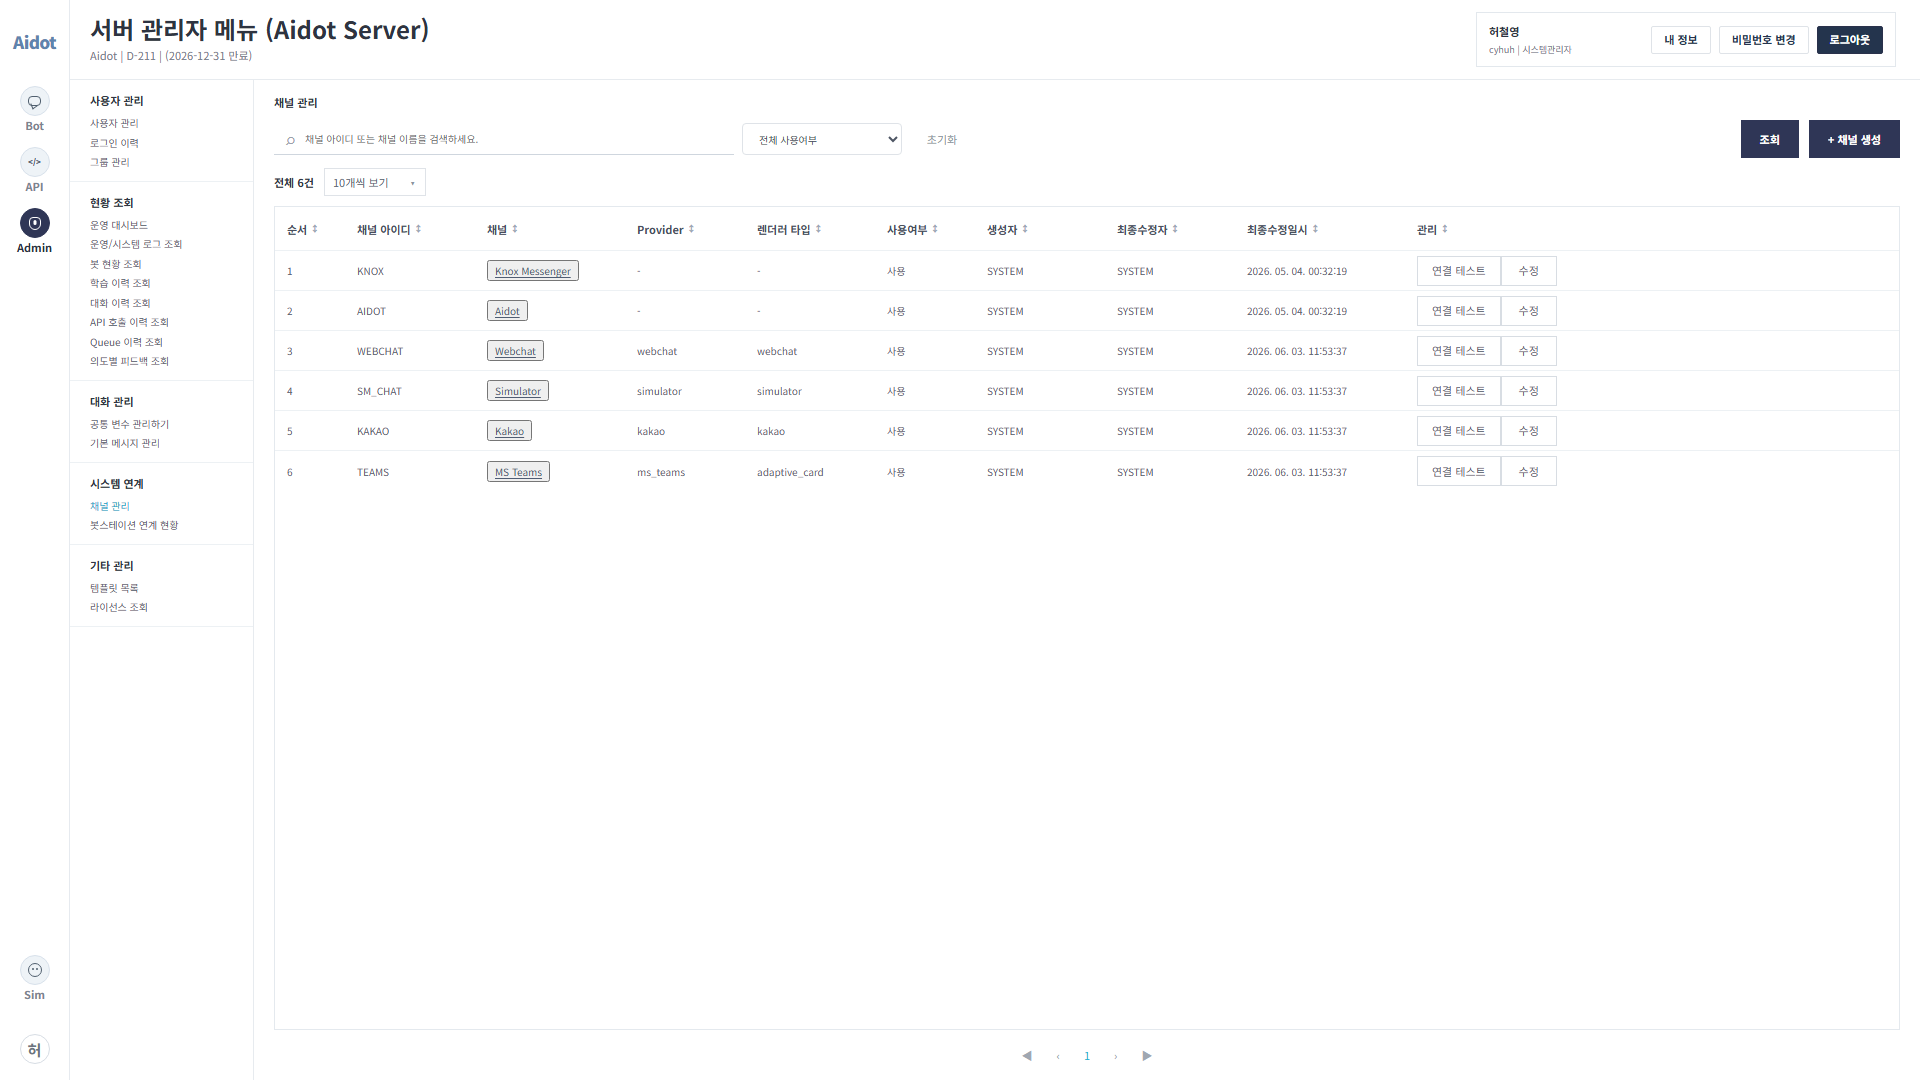 Aidot
Bot
</>
API
Admin
Sim
허
서버 관리자 메뉴 (Aidot Server)
Aidot | D-211 | (2026-12-31 만료)
허철영
cyhuh | 시스템관리자
내 정보
비밀번호 변경
로그아웃
사용자 관리
사용자 관리
로그인 이력
그룹 관리
현황 조회
운영 대시보드
운영/시스템 로그 조회
봇 현황 조회
학습 이력 조회
대화 이력 조회
API 호출 이력 조회
Queue 이력 조회
의도별 피드백 조회
대화 관리
공통 변수 관리하기
기본 메시지 관리
시스템 연계
채널 관리
봇스테이션 연계 현황
기타 관리
템플릿 목록
라이선스 조회
채널 관리
채널 아이디 또는 채널 이름을 검색하세요.
전체 사용여부
초기화
조회
+ 채널 생성
전체 6건
10개씩 보기
순서 채널 아이디 채널 Provider 렌더러 타입 사용여부 생성자 최종수정자 최종수정일시 관리
1 KNOX Knox Messenger - - 사용 SYSTEM SYSTEM 2026. 05. 04. 00:32:19 연결 테스트 수정
2 AIDOT Aidot - - 사용 SYSTEM SYSTEM 2026. 05. 04. 00:32:19 연결 테스트 수정
3 WEBCHAT Webchat webchat webchat 사용 SYSTEM SYSTEM 2026. 06. 03. 11:53:37 연결 테스트 수정
4 SM_CHAT Simulator simulator simulator 사용 SYSTEM SYSTEM 2026. 06. 03. 11:53:37 연결 테스트 수정
5 KAKAO Kakao kakao kakao 사용 SYSTEM SYSTEM 2026. 06. 03. 11:53:37 연결 테스트 수정
6 TEAMS MS Teams ms_teams adaptive_card 사용 SYSTEM SYSTEM 2026. 06. 03. 11:53:37 연결 테스트 수정
‹ 1 ›